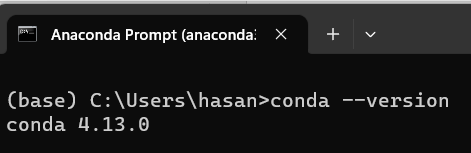 Anaconda Prompt (anaconda3
(base) C:\Users\hasan>conda --version
conda 4.13.0